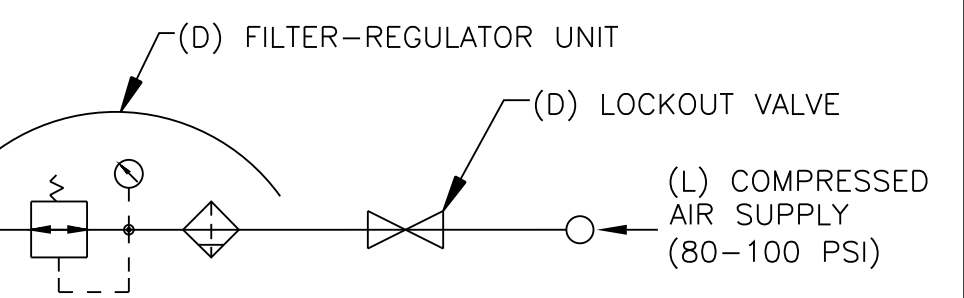 (D) FILTER-REGULATOR UNIT
(D) LOCKOUT VALVE
(L) COMPRESSED
AIR SUPPLY
(80-100 PSI)